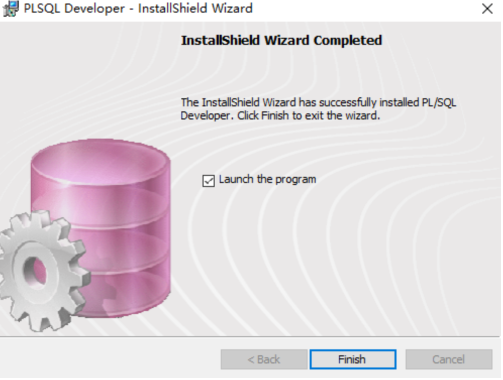 PLSQL Developer - InstallShield Wizard
InstallShield Wizard Completed
The InstallShield Wizard has successfully installed PL/SQL
Developer. Click Finish to exit the wizard.
Launch the program
< Back Finish Cancel